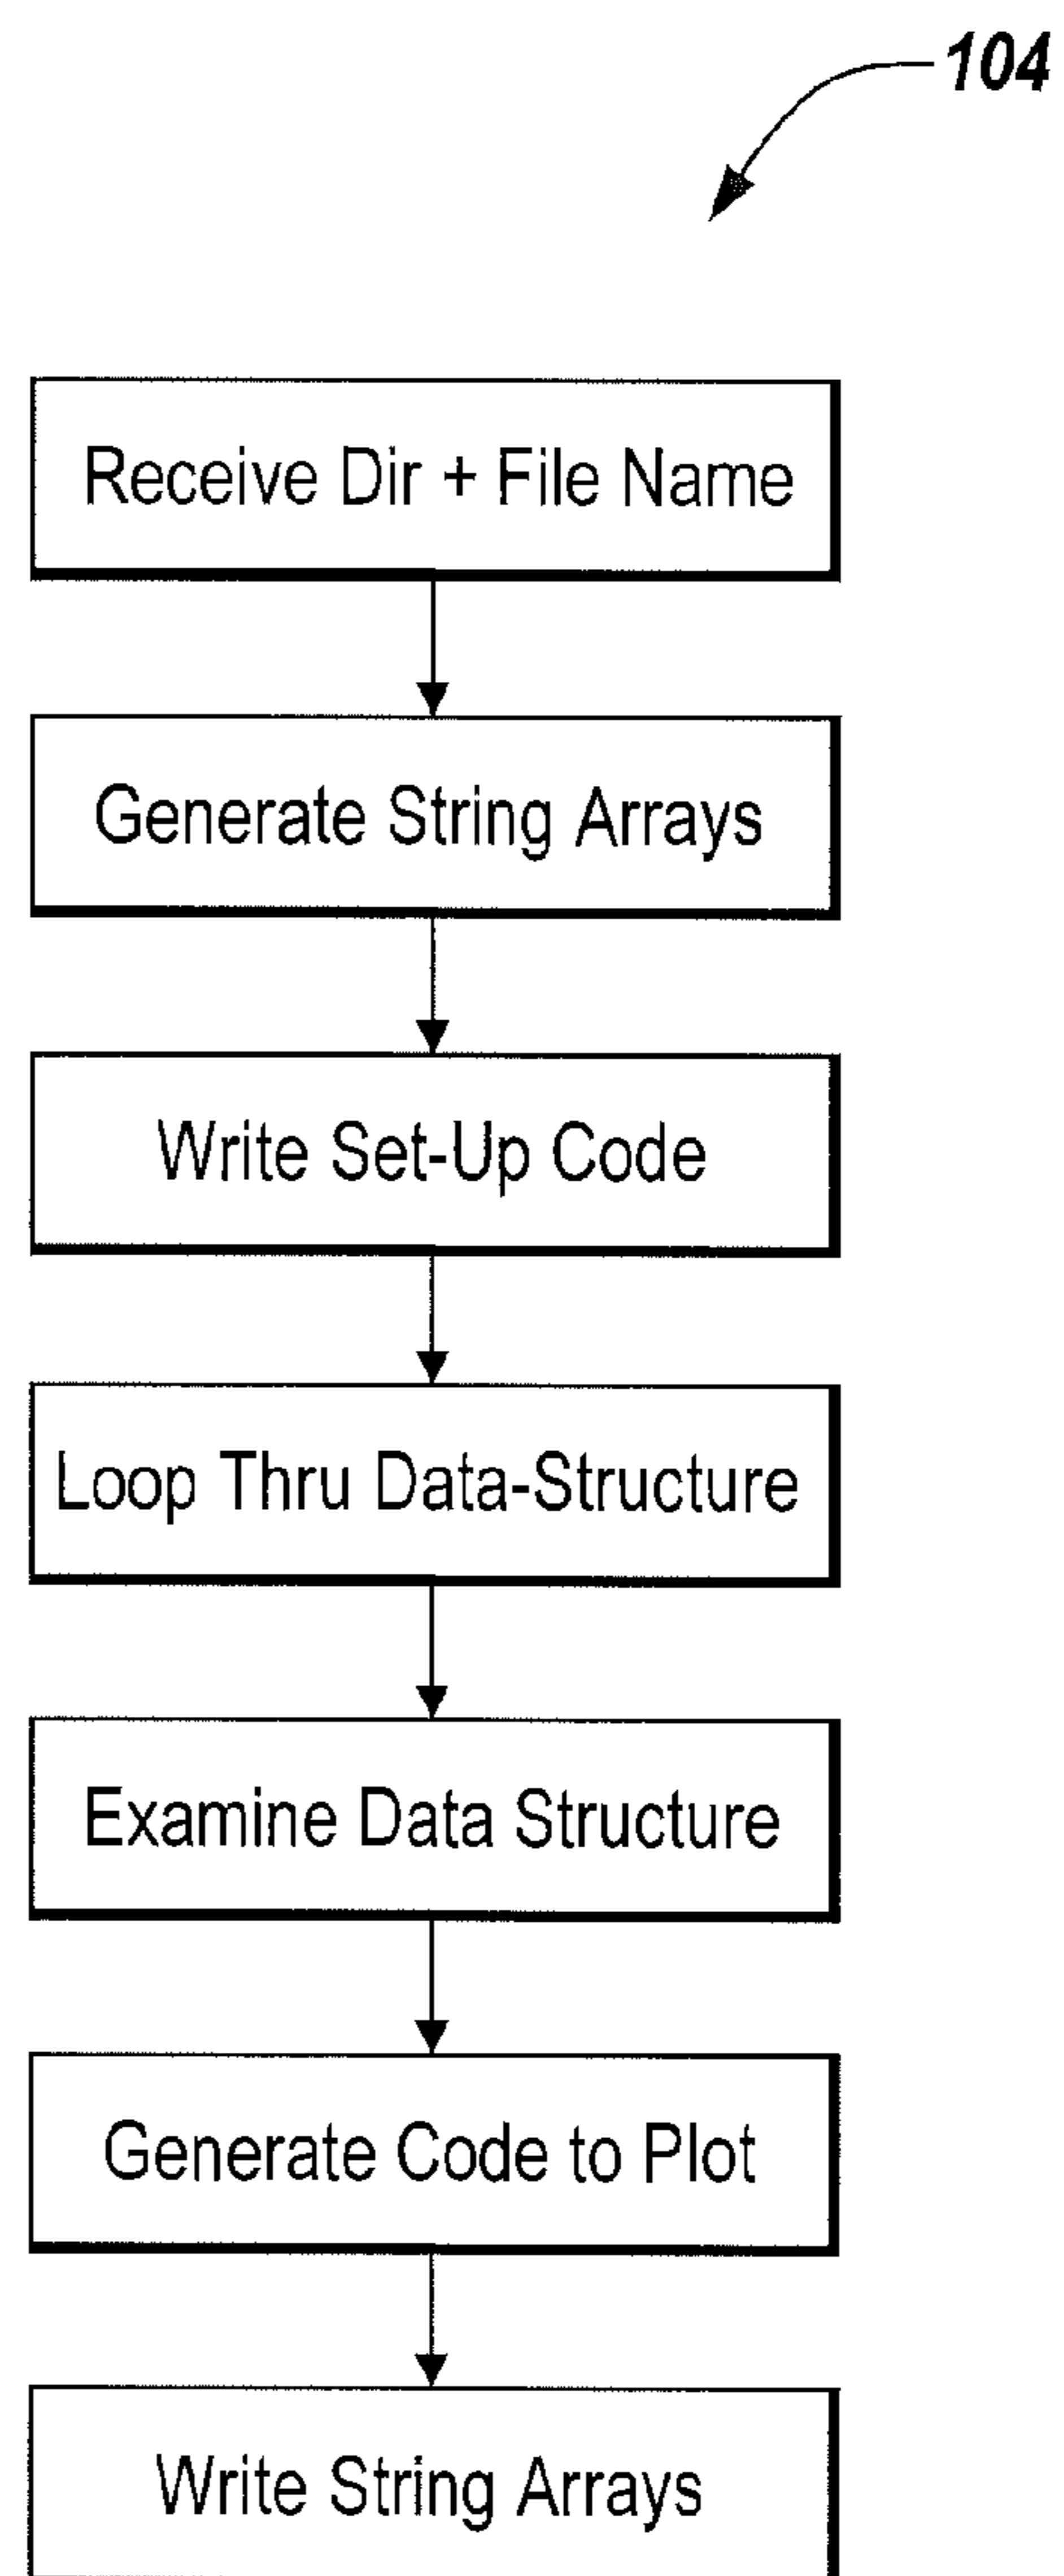 104
Receive Dir + File Name
Generate String Arrays
Write Set-Up Code
Loop Thru Data-Structure
Examine Data Structure
Generate Code to Plot
Write String Arrays